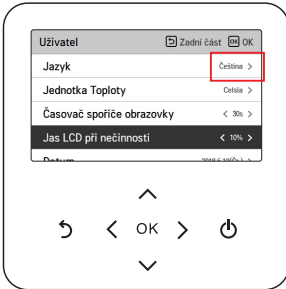 Uživatel Zadní část OK OK
Jazyk Čeština >
Jednotka Toploty Celsia >
Časovač spořiče obrazovky < 30s >
Jas LCD při nečinnosti < 10% >
OK